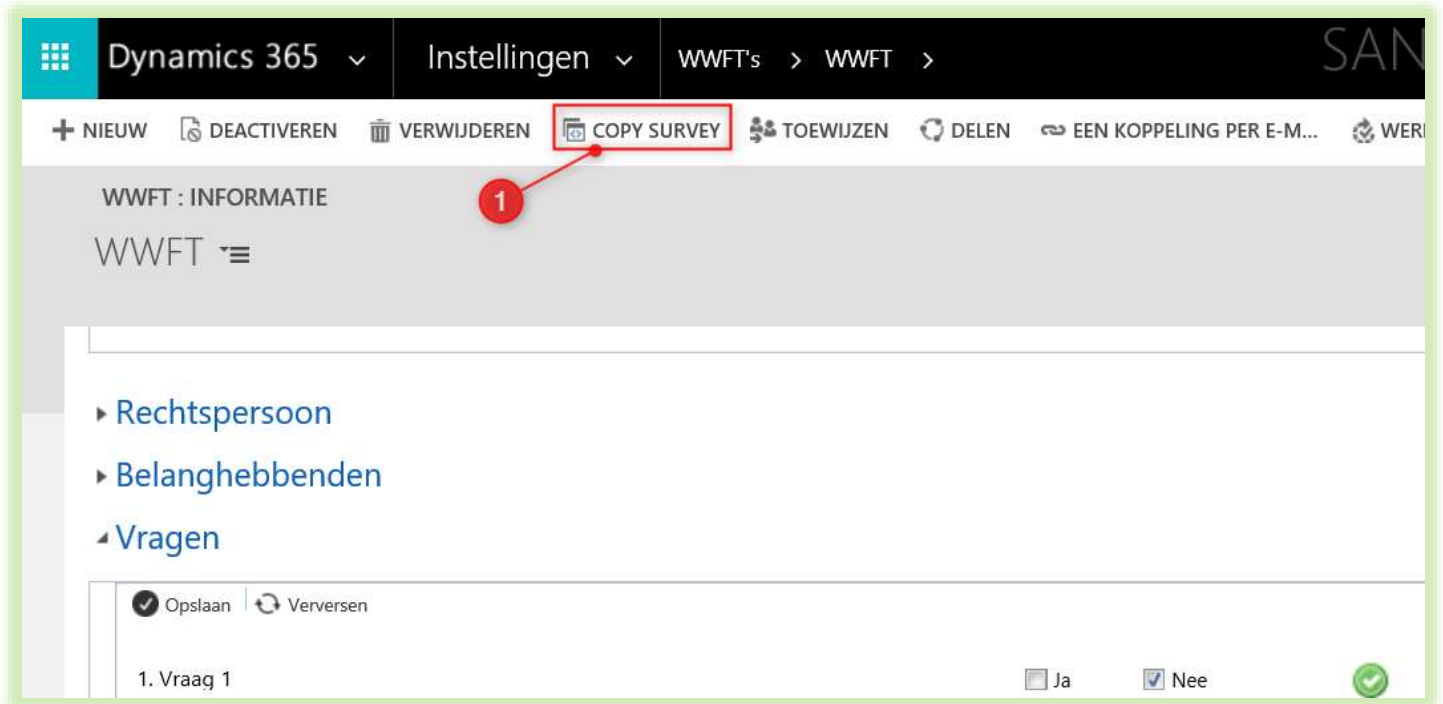 Dynamics 365 Instellingen WWFT's > WWFT > SAN
+ NIEUW DEACTIVEREN VERWIJDEREN COPY SURVEY TOEWIJZEN DELEN EEN KOPPELING PER E-M... WER
1
WWFT : INFORMATIE
WWFT
Rechtspersoon
Belanghebbenden
Vragen
Opslaan Verversen
1. Vraag 1 Ja Nee